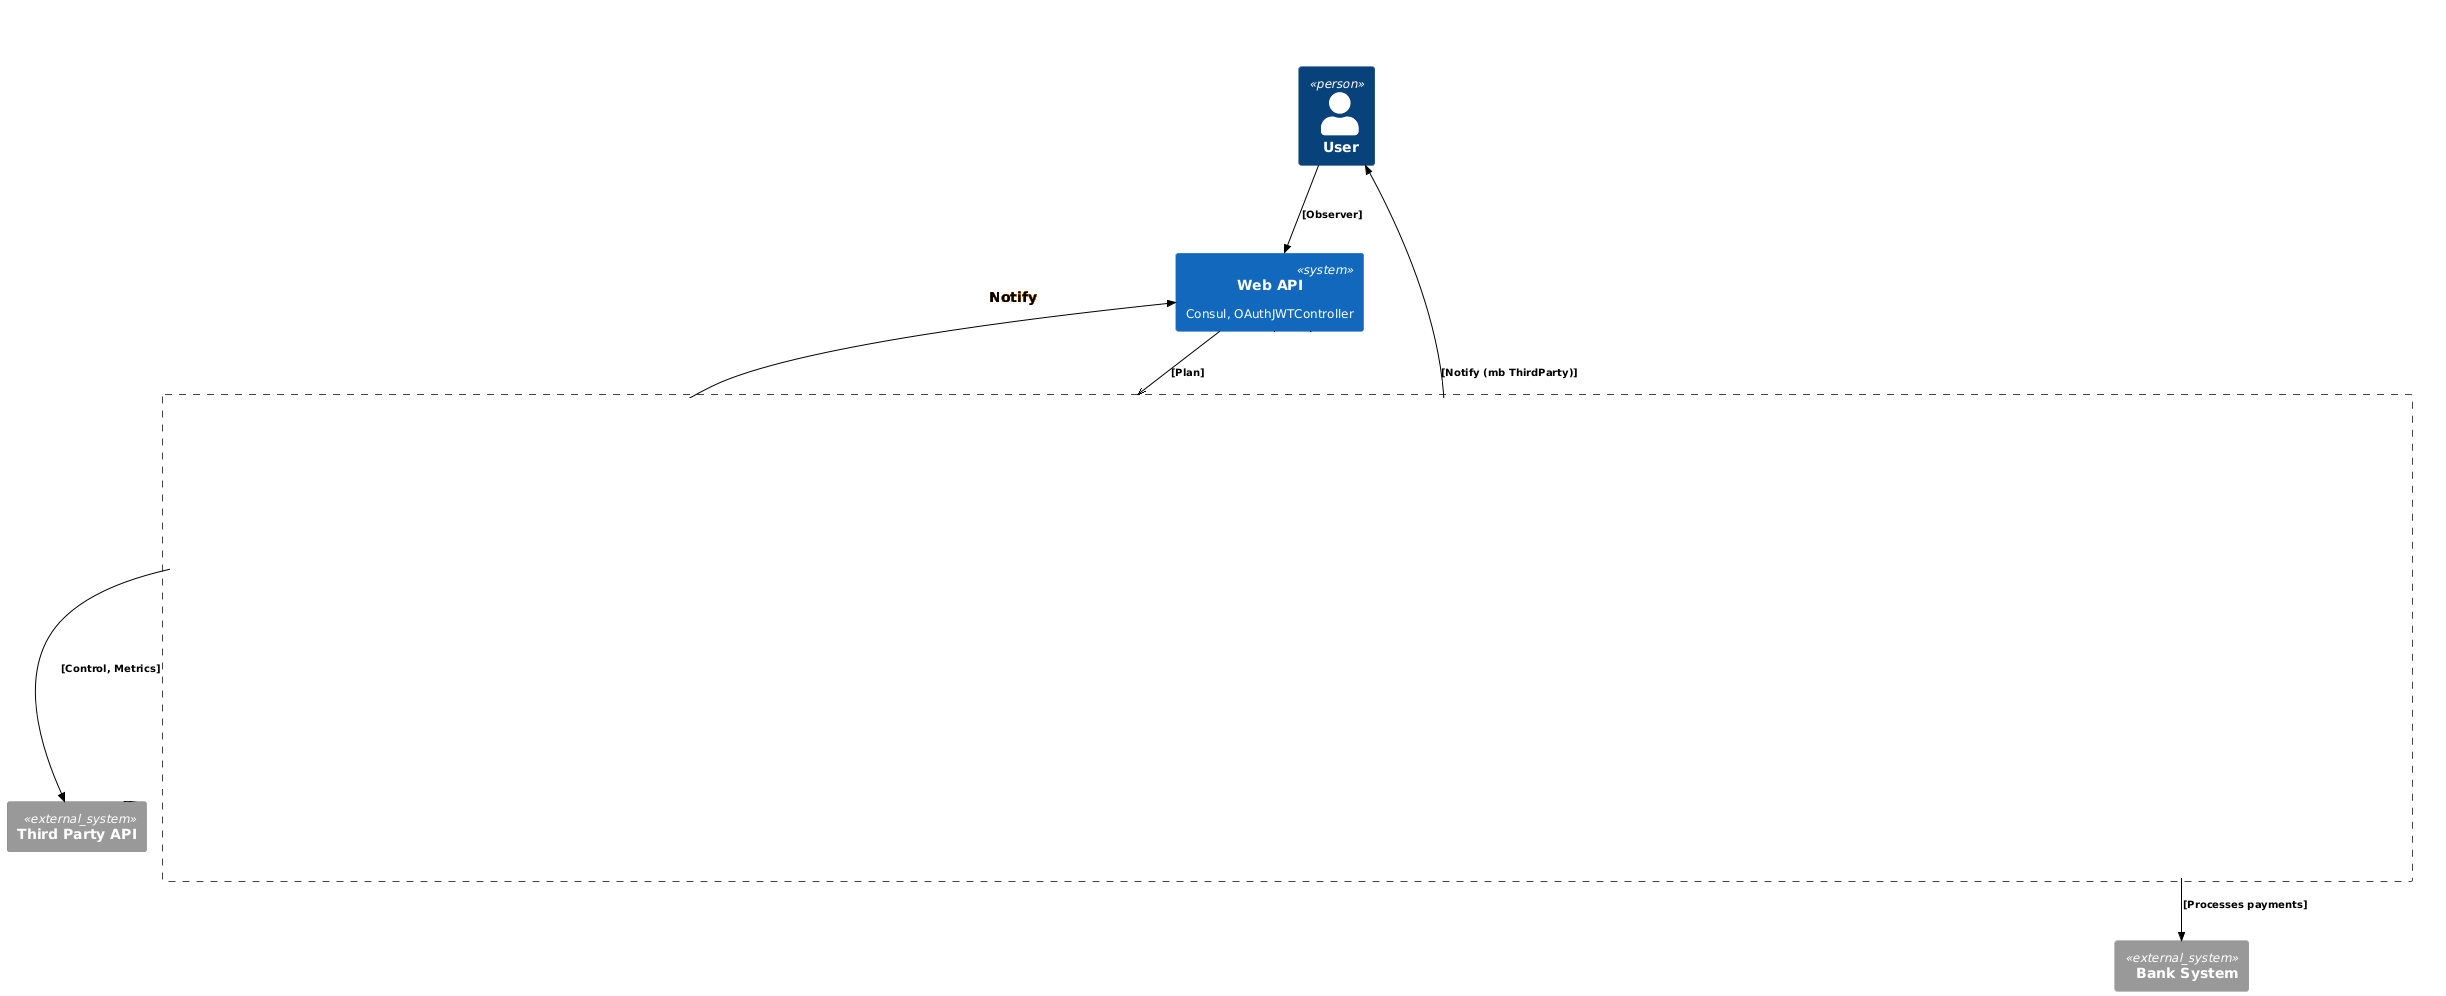 «person»
User
[Observer]
«system»
Web API
Consul, OAuthJWTController
Notify
[Plan]
[Notify (mb ThirdParty)]
[Control, Metrics]
«external_system»
Third Party API
[Processes payments]
«external_system»
Bank System